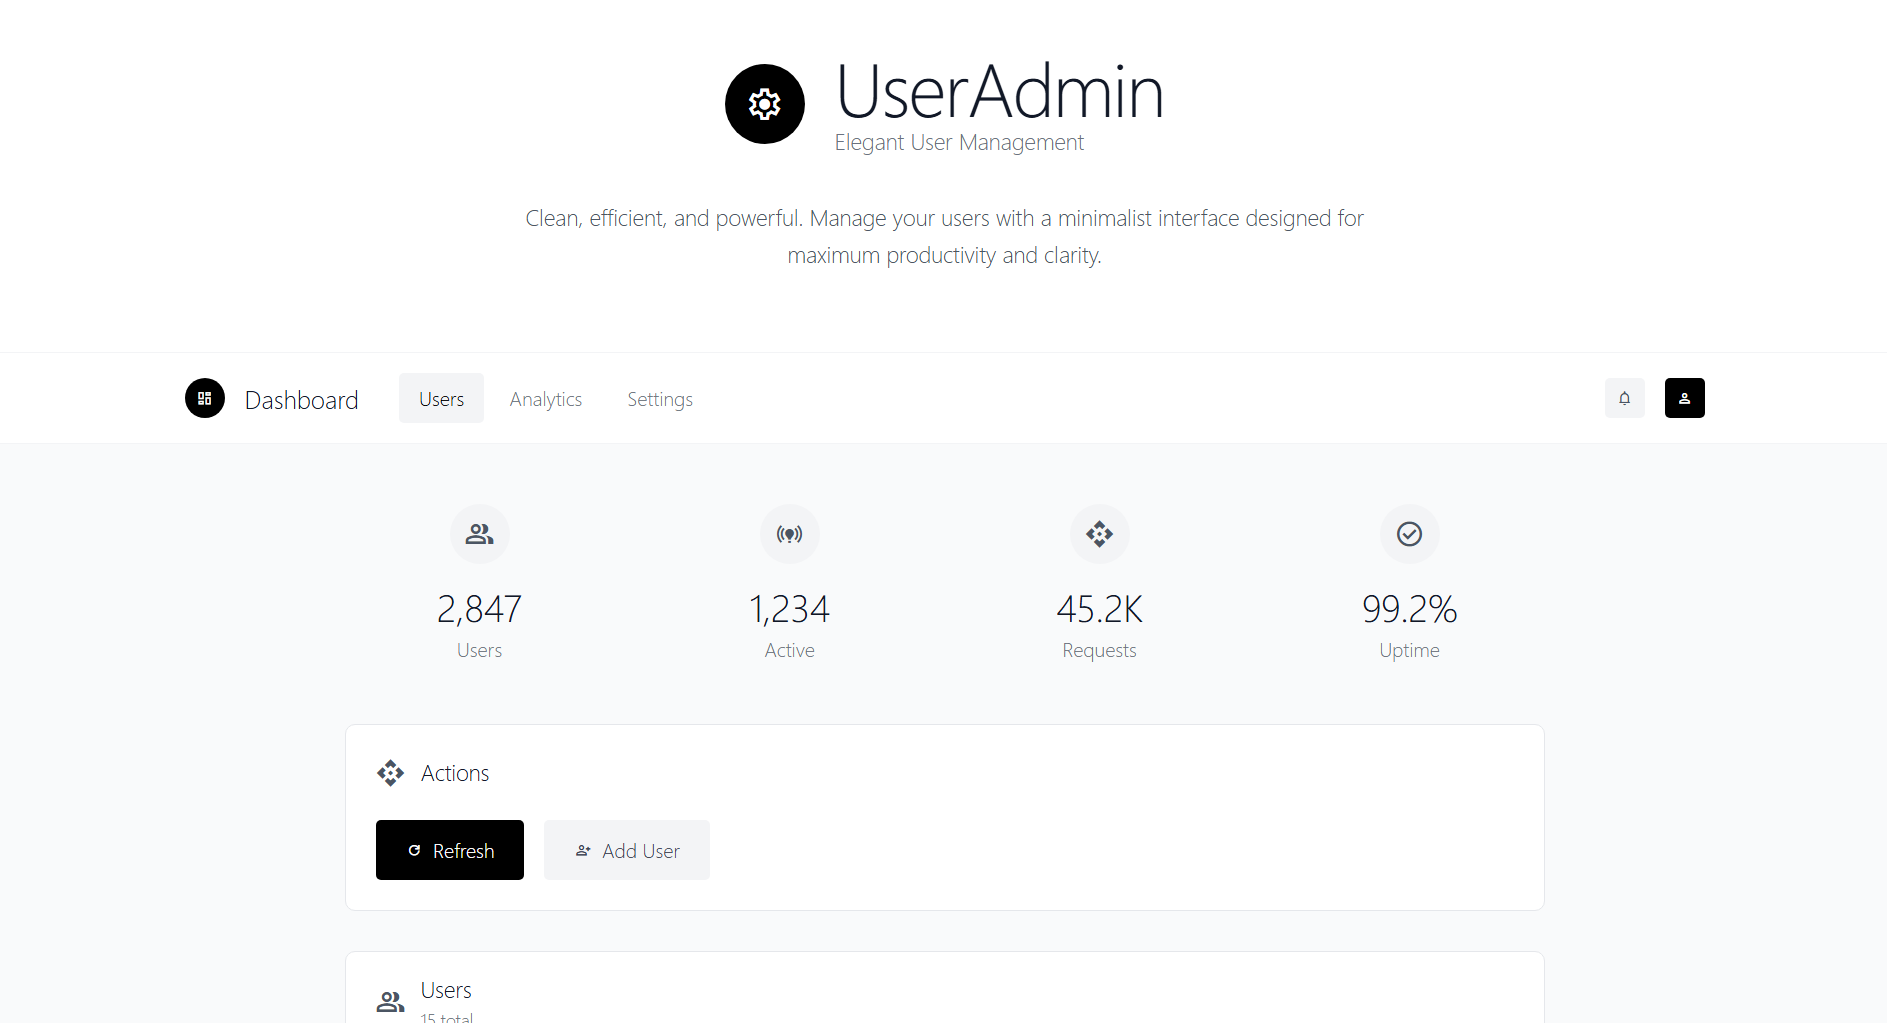 UserAdmin
Elegant User Management
Clean, efficient, and powerful. Manage your users with a minimalist interface designed for
maximum productivity and clarity.
Dashboard
Users
Analytics
Settings
2,847
Users
1,234
Active
45.2K
Requests
99.2%
Uptime
Actions
Refresh
Add User
Users
15 total